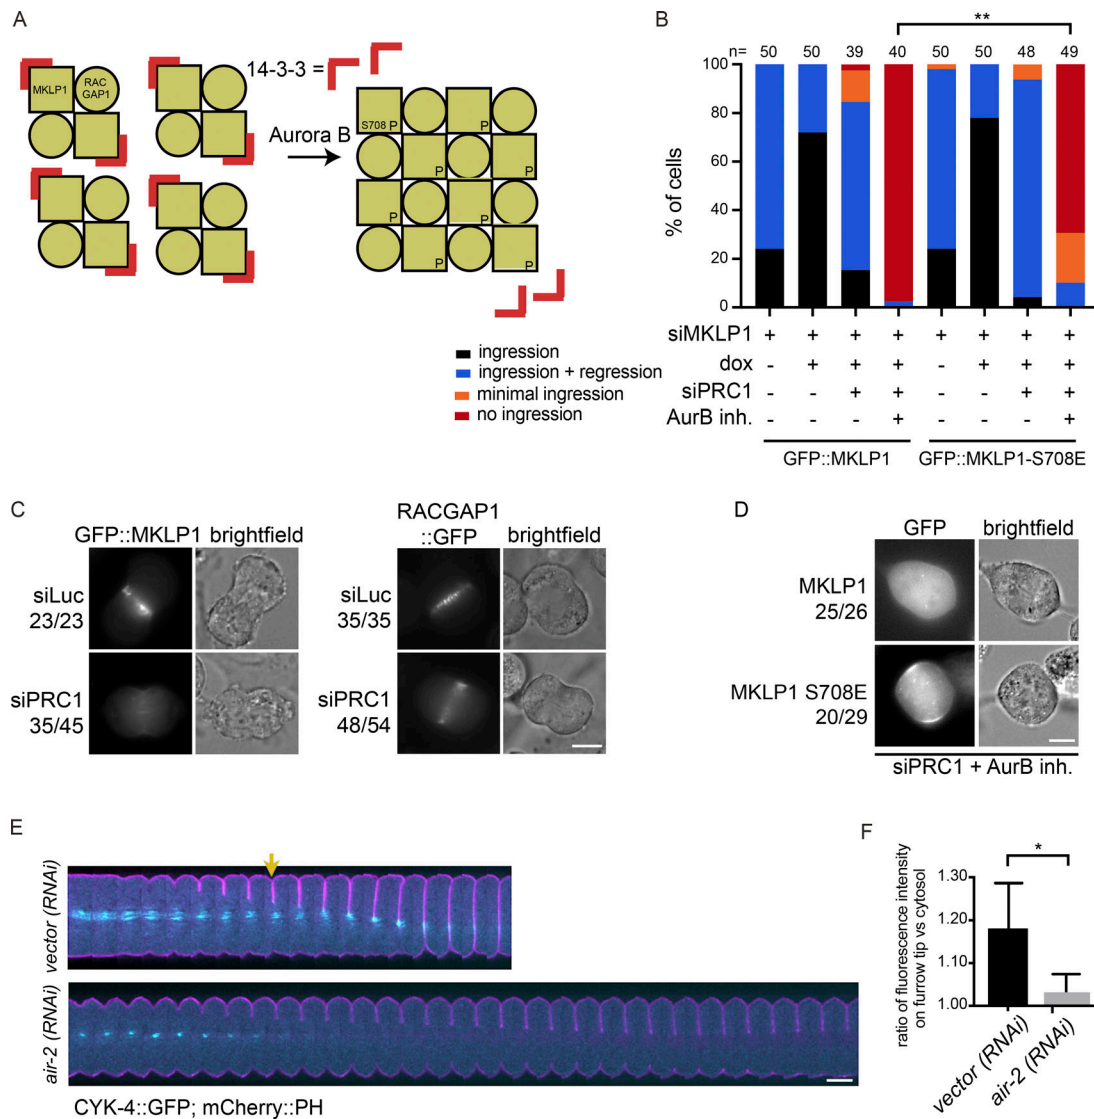 A
14-3-3 =
MKLP1
RAC
GAP1
Aurora B
S708 P
P
P
P
P
P
P
P
B
**
n= 50 50 39 40 50 50 48 49
100
80
60
40
20
0
% of cells
siMKLP1 + + + + + + + +
dox - + + + - + + +
siPRC1 - - + + - - + +
AurB inh. - - - + - - - +
GFP::MKLP1
GFP::MKLP1-S708E
ingression
ingression + regression
minimal ingression
no ingression
C
GFP::MKLP1 brightfield
siLuc
23/23
siPRC1
35/45
RACGAP1
::GFP
brightfield
siLuc
35/35
siPRC1
48/54
D
GFP brightfield
MKLP1
25/26
MKLP1 S708E
20/29
siPRC1 + AurB inh.
E
vector (RNAi)
air-2 (RNAi)
CYK-4::GFP; mCherry::PH
F
*
ratio of fluorescence intensity
on furrow tip vs cytosol
1.30
1.20
1.10
1.00
vector (RNAi)
air-2 (RNAi)